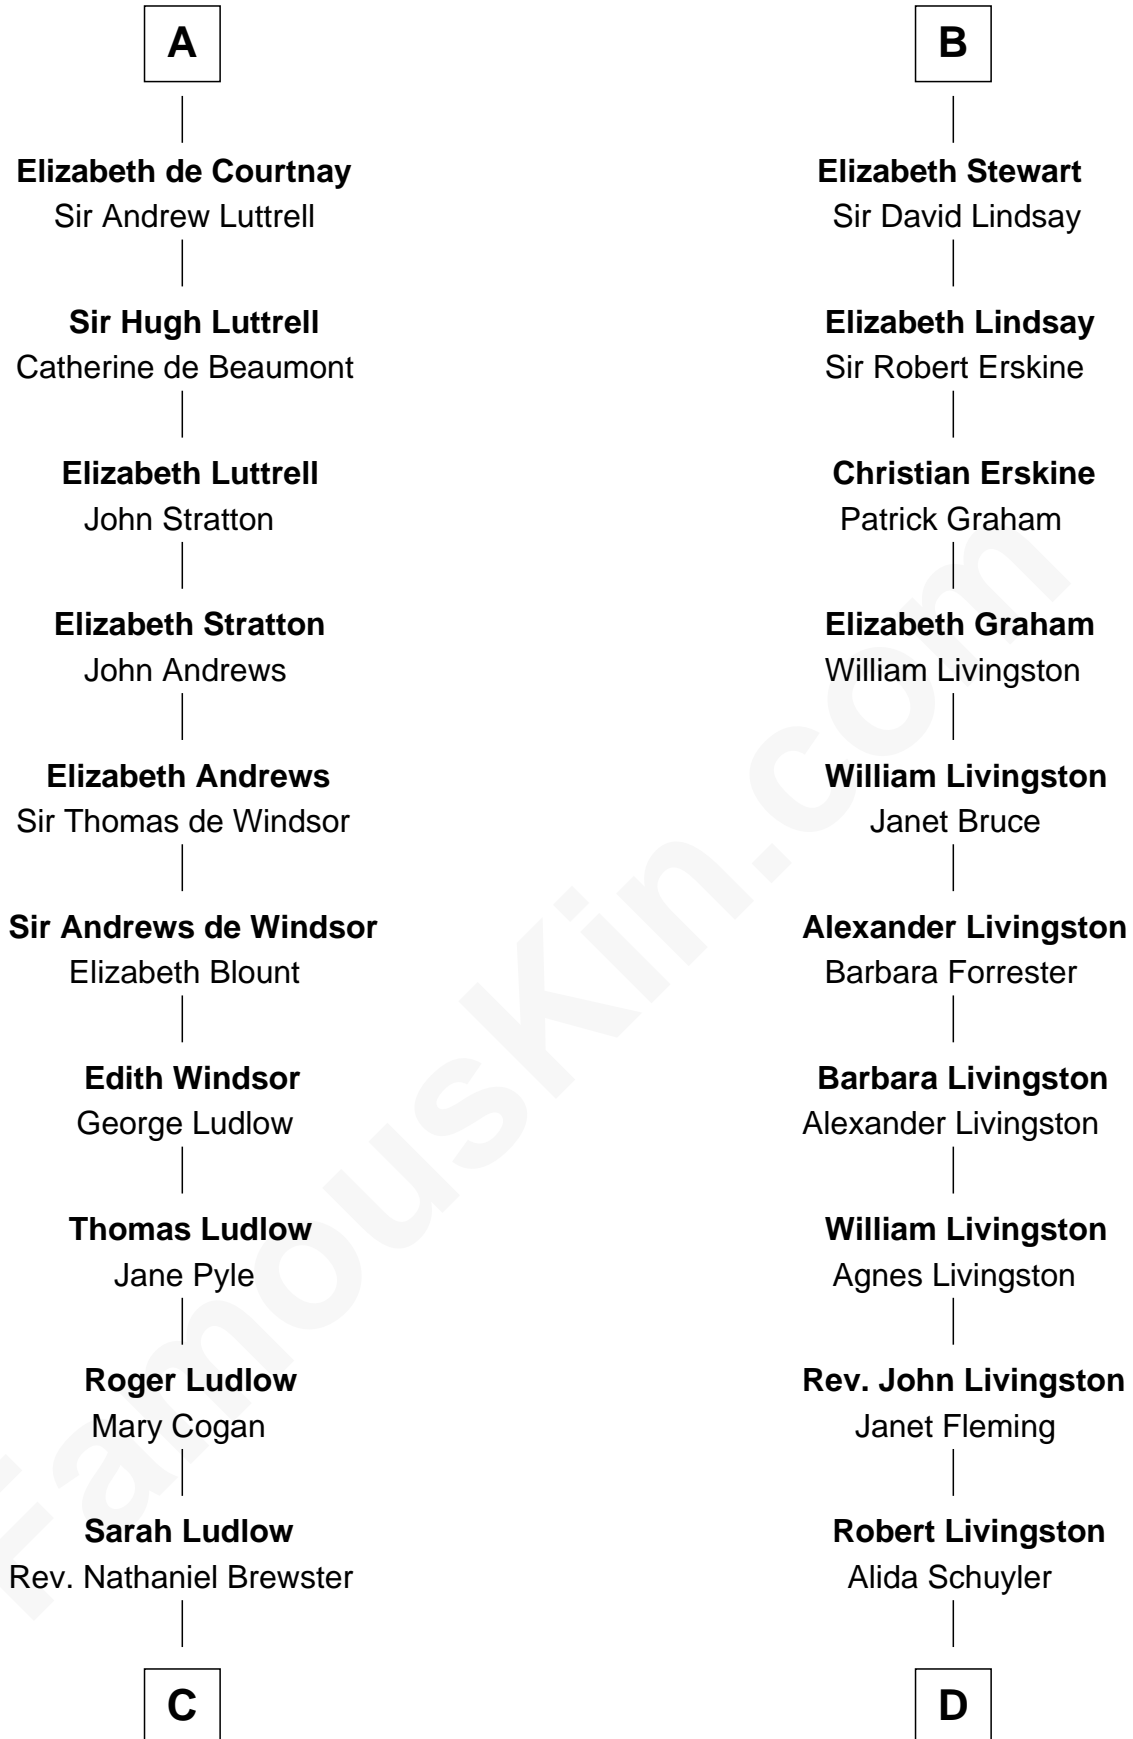 A
Elizabeth de Courtnay
Sir Andrew Luttrell
Sir Hugh Luttrell
Catherine de Beaumont
Elizabeth Luttrell
John Stratton
Elizabeth Stratton
John Andrews
Elizabeth Andrews
Sir Thomas de Windsor
Sir Andrews de Windsor
Elizabeth Blount
Edith Windsor
George Ludlow
Thomas Ludlow
Jane Pyle
Roger Ludlow
Mary Cogan
Sarah Ludlow
Rev. Nathaniel Brewster
C
B
Elizabeth Stewart
Sir David Lindsay
Elizabeth Lindsay
Sir Robert Erskine
Christian Erskine
Patrick Graham
Elizabeth Graham
William Livingston
William Livingston
Janet Bruce
Alexander Livingston
Barbara Forrester
Barbara Livingston
Alexander Livingston
William Livingston
Agnes Livingston
Rev. John Livingston
Janet Fleming
Robert Livingston
Alida Schuyler
D
FamousKin.com